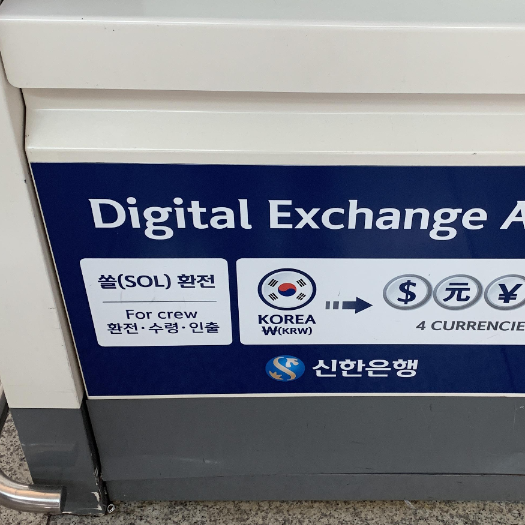 Digital Exchange A
쏠(SOL) 환전
For crew
환전·수령·인출
KOREA
₩(KRW)
$ 元 ¥
4 CURRENCIE
신한은행